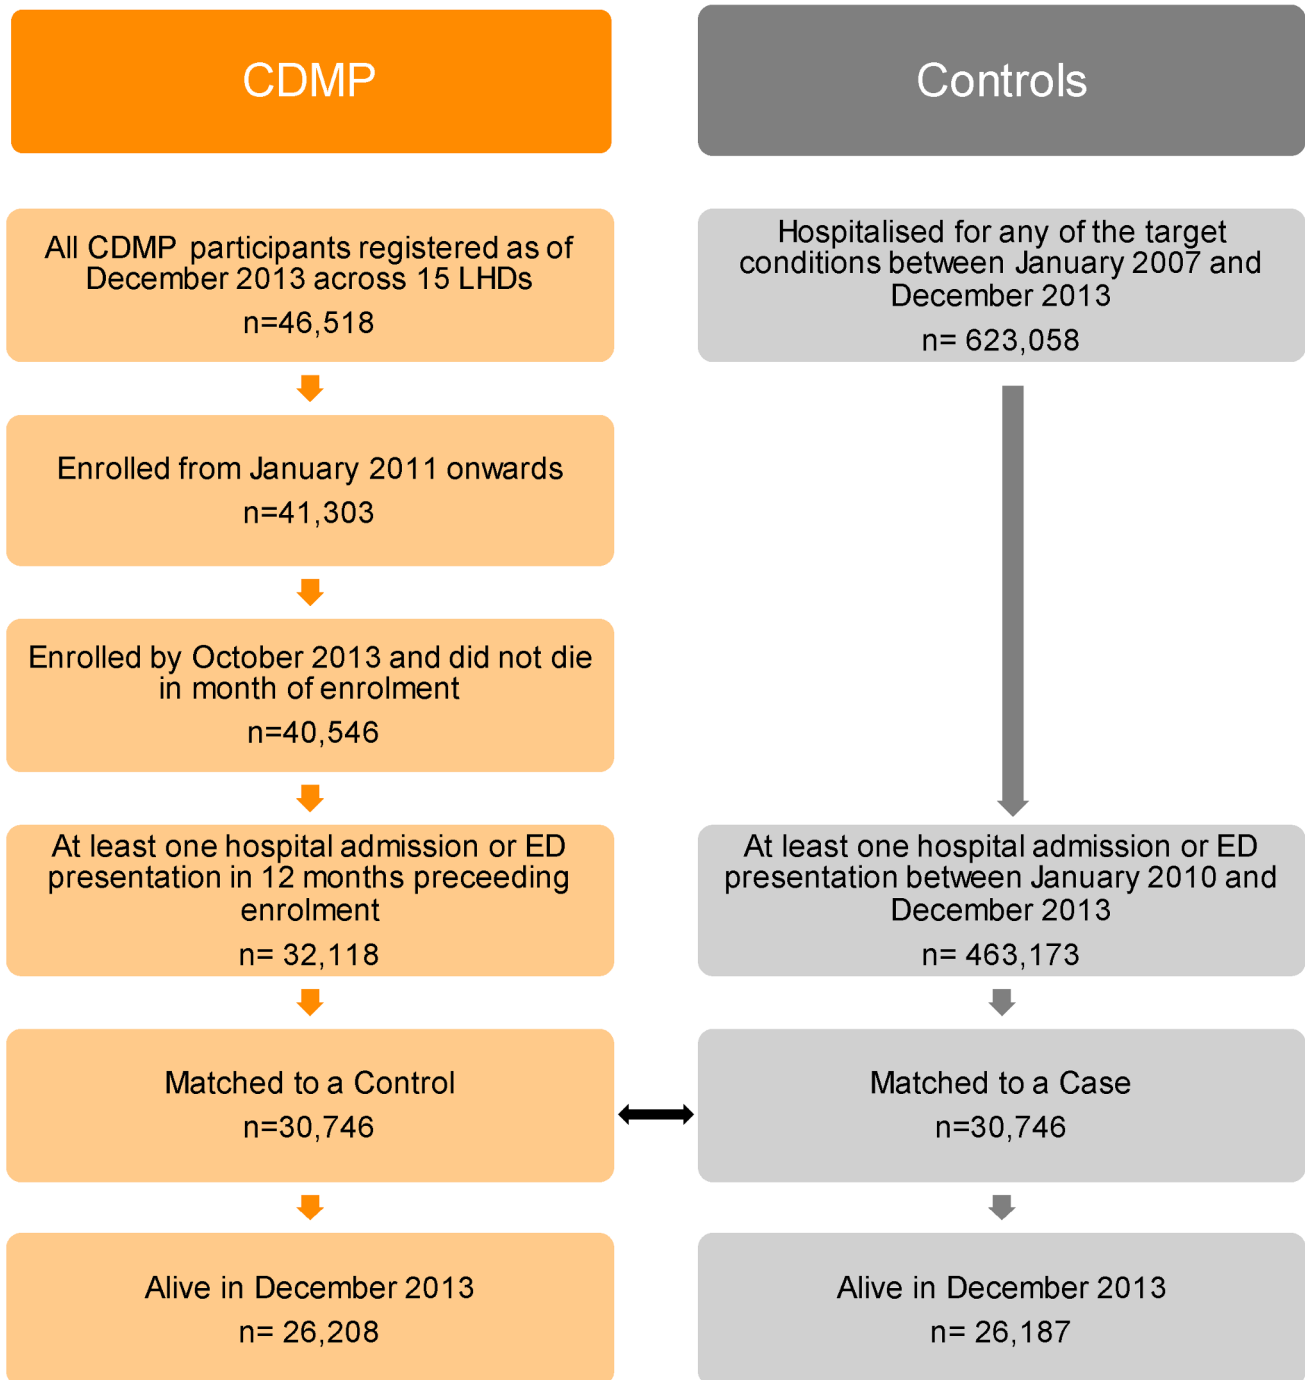 CDMP
Controls
All CDMP participants registered as of
December 2013 across 15 LHDs
n=46,518
Hospitalised for any of the target
conditions between January 2007 and
December 2013
n= 623,058
Enrolled from January 2011 onwards
n=41,303
Enrolled by October 2013 and did not die
in month of enrolment
n=40,546
At least one hospital admission or ED
presentation in 12 months preceeding
enrolment
n= 32,118
At least one hospital admission or ED
presentation between January 2010 and
December 2013
n= 463,173
Matched to a Control
n=30,746
Matched to a Case
n=30,746
Alive in December 2013
n= 26,208
Alive in December 2013
n= 26,187